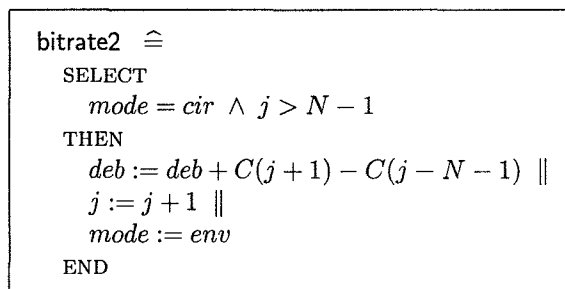 bitrate2 ≙
SELECT
mode = cir ∧ j > N − 1
THEN
deb := deb + C(j + 1) − C(j − N − 1) ||
j := j + 1 ||
mode := env
END